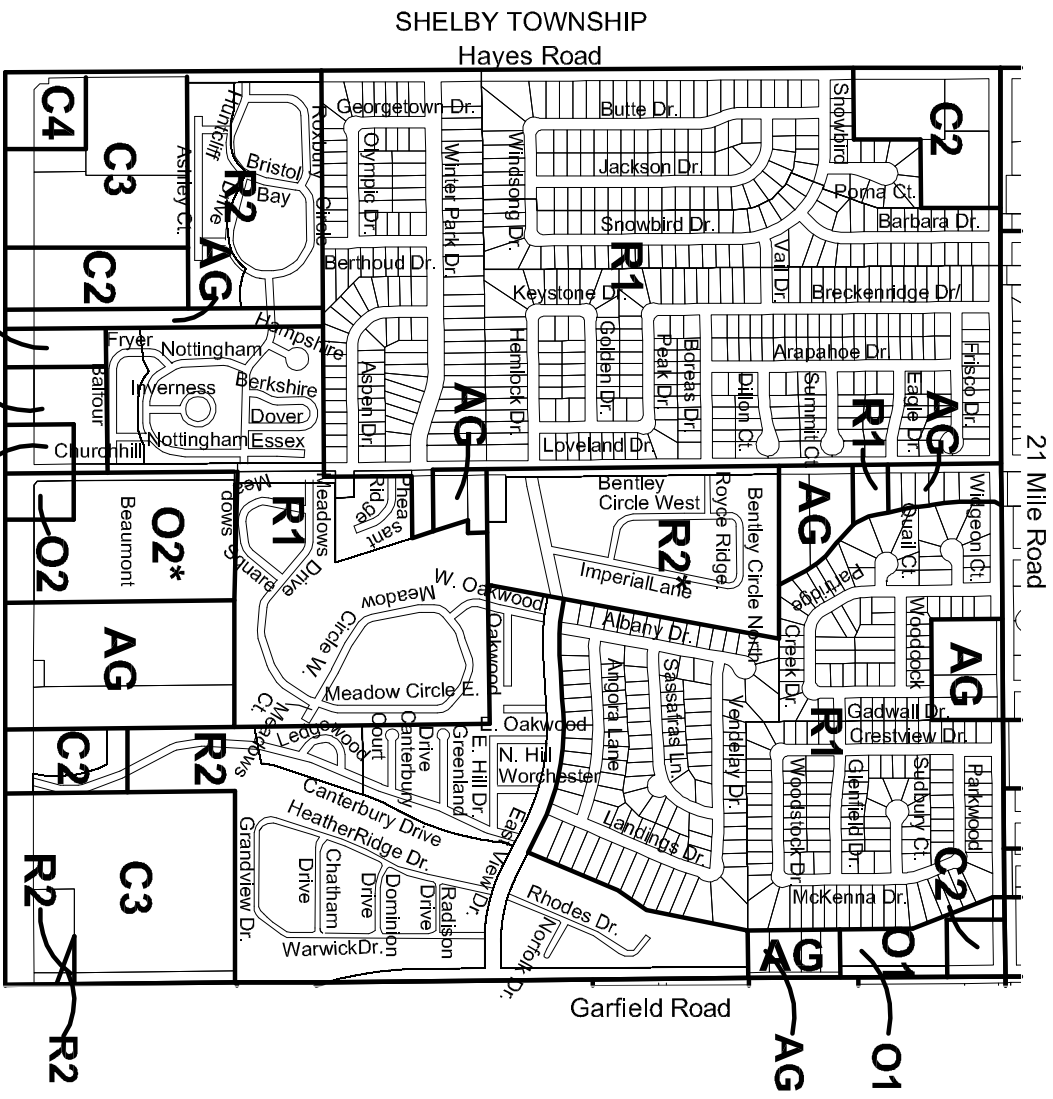 SHELBY TOWNSHIP
Hayes Road
C4
C3
Huntcliff
Drive
Roxbury
Circle
Bristol
Bay
R2
Ashley Ct.
AG
C2
Georgetown Dr.
Olympic Dr.
Winter Park Dr.
Berthoud Dr.
Windsong Dr.
Butte Dr.
Jackson Dr.
Snowbird Dr.
R1
Snowbird
C2
Poma Ct.
Barbara Dr.
Vail Dr.
Breckenridge Dr/
Keystone Dr.
Hemlock Dr.
Golden Dr.
Peak Dr.
Boreas Dr.
Arapahoe Dr.
Dillon Ct.
Summit Ct
Eagle Dr.
Frisco Dr.
Loveland Dr.
R1
AG
21 Mile Road
Hampshire
Fryer
Nottingham
Balfour
Inverness
Berkshire
Dover
Nottingham
Essex
Churchhill
Aspen Dr.
AG
O2
Beaumont
O2*
Meadows Square
R1
Meadows
Drive
Pheasant
Ridge
Bentley
Circle West
Royce Ridge
Bentley Circle North
R2*
ImperialLane
AG
Quail Ct.
Widgeon Ct.
Partridge
Creek Dr.
Woodcock
AG
AG
W. Oakwood
Meadow
Circle W.
Meadow Circle E.
Oakwood
Albany Dr.
Angora Lane
Sassafras Ln.
Vendelay Dr.
Landings Dr.
Gadwall Dr.
R1
Crestview Dr.
C2
R2
Meadows
Ct.
Ledgewood
Court
Canterbury
Drive
Greenland
E. Hill Dr.
Oakwood
N. Hill
Worchester
East View Dr.
Woodstock Dr.
Glenfield Dr.
Sudbury Ct.
Parkwood
Canterbury Drive
HeatherRidge Dr.
Grandview Dr.
R2
C3
Chatham
Drive
Dominion
Drive
Radison
Drive
WarwickDr.
Rhodes Dr.
Norfolk Dr.
McKenna Dr.
C2
AG
O1
Garfield Road
R2
AG
O1